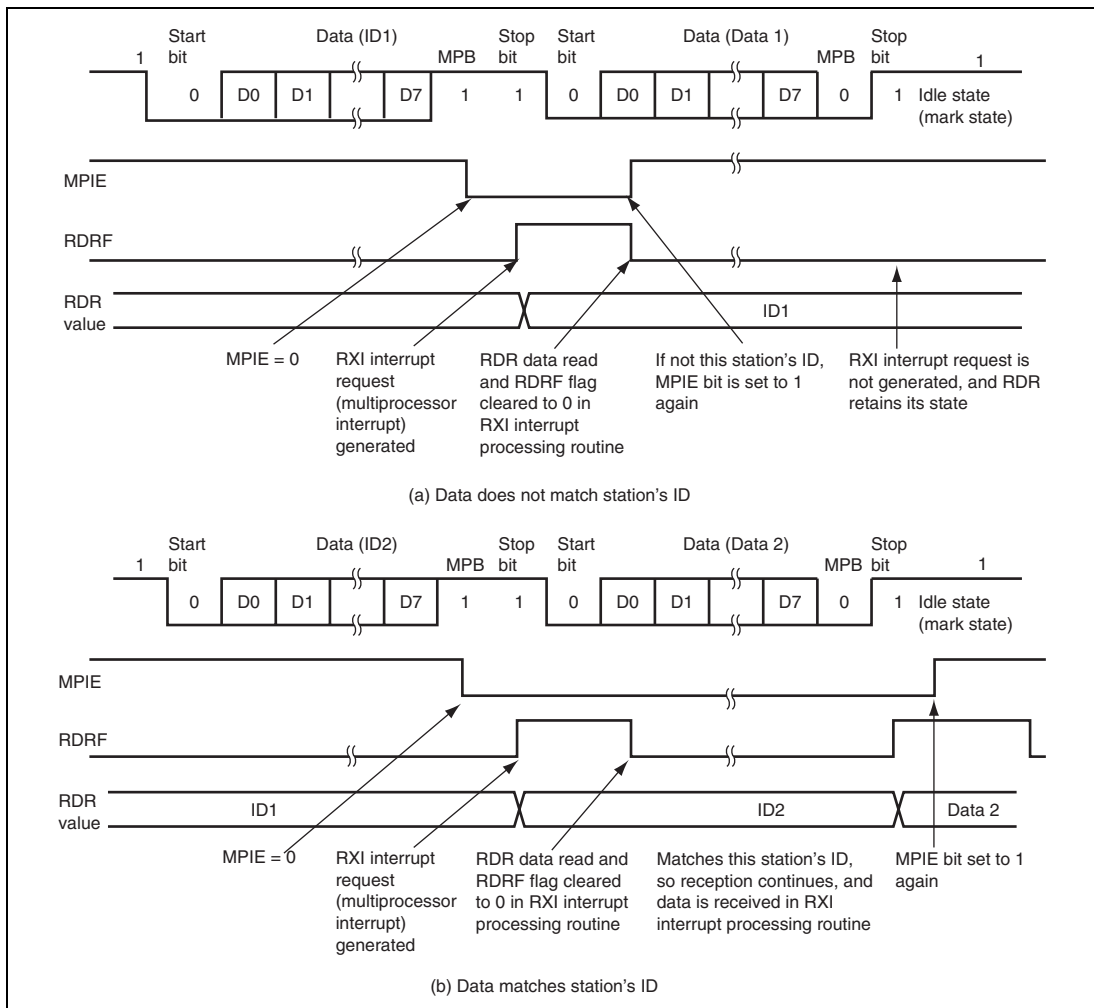 Start bit Data (ID1) MPB Stop bit Start bit Data (Data 1) MPB Stop bit
1 0 D0 D1 D7 1 1 0 D0 D1 D7 0 1 1 Idle state (mark state)
MPIE
RDRF
RDR value
ID1
MPIE = 0
RXI interrupt
request
(multiprocessor
interrupt)
generated
RDR data read
and RDRF flag
cleared to 0 in
RXI interrupt
processing routine
If not this station's ID,
MPIE bit is set to 1
again
RXI interrupt request is
not generated, and RDR
retains its state
(a) Data does not match station's ID
Start bit Data (ID2) MPB Stop bit Start bit Data (Data 2) MPB Stop bit
1 0 D0 D1 D7 1 1 0 D0 D1 D7 0 1 1 Idle state (mark state)
MPIE
RDRF
RDR value
ID1 ID2 Data 2
MPIE = 0
RXI interrupt
request
(multiprocessor
interrupt)
generated
RDR data read and
RDRF flag cleared
to 0 in RXI interrupt
processing routine
Matches this station's ID,
so reception continues, and
data is received in RXI
interrupt processing routine
MPIE bit set to 1
again
(b) Data matches station's ID